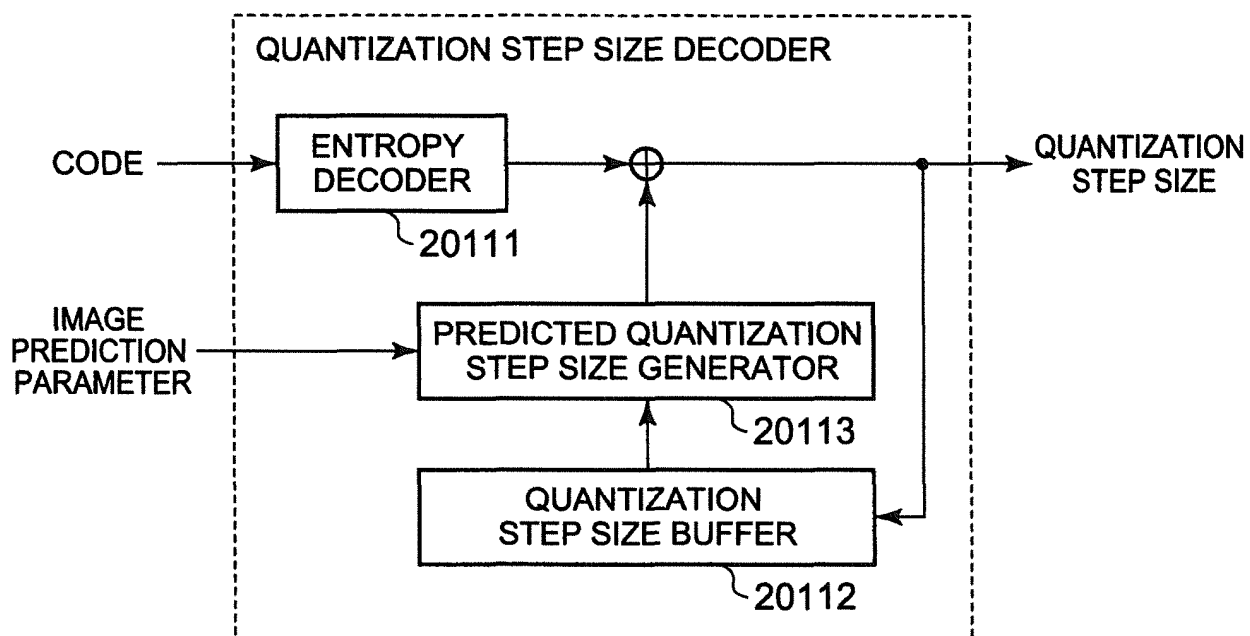 QUANTIZATION STEP SIZE DECODER
CODE
ENTROPY
DECODER
20111
QUANTIZATION
STEP SIZE
IMAGE
PREDICTION
PARAMETER
PREDICTED QUANTIZATION
STEP SIZE GENERATOR
20113
QUANTIZATION
STEP SIZE BUFFER
20112